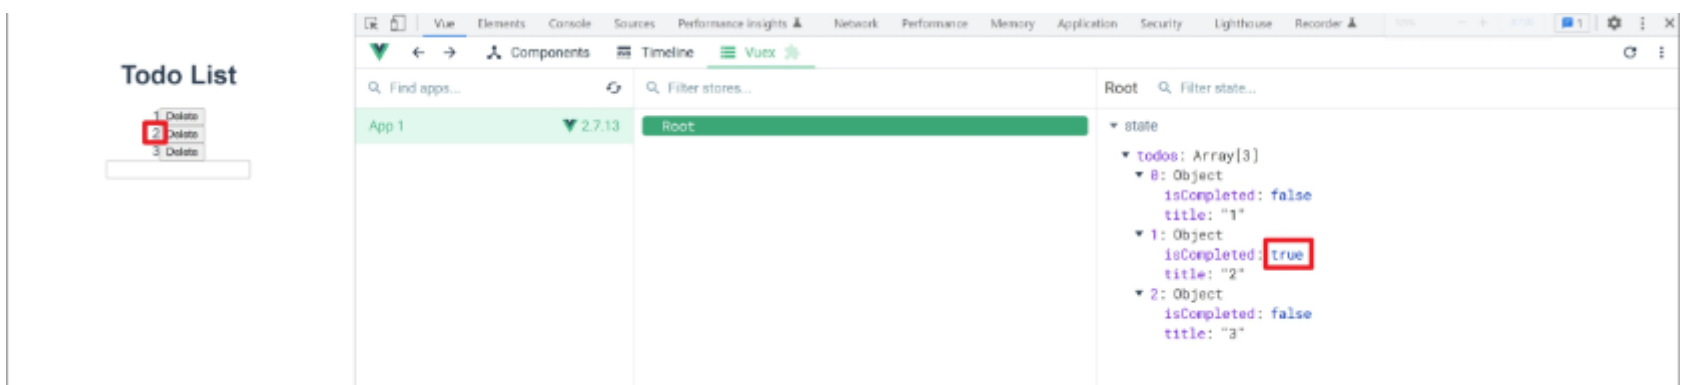 Vue Elements Console Sources Performance insights Network Performance Memory Application Security Lighthouse Recorder 1
Components Timeline Vuex
Todo List
1 Delete
2 Delete
3 Delete
Find apps...
Filter stores...
Root Filter state...
App 1 2.7.13
Root
state
todos: Array[3]
0: Object
isCompleted: false
title: "1"
1: Object
isCompleted: true
title: "2"
2: Object
isCompleted: false
title: "3"